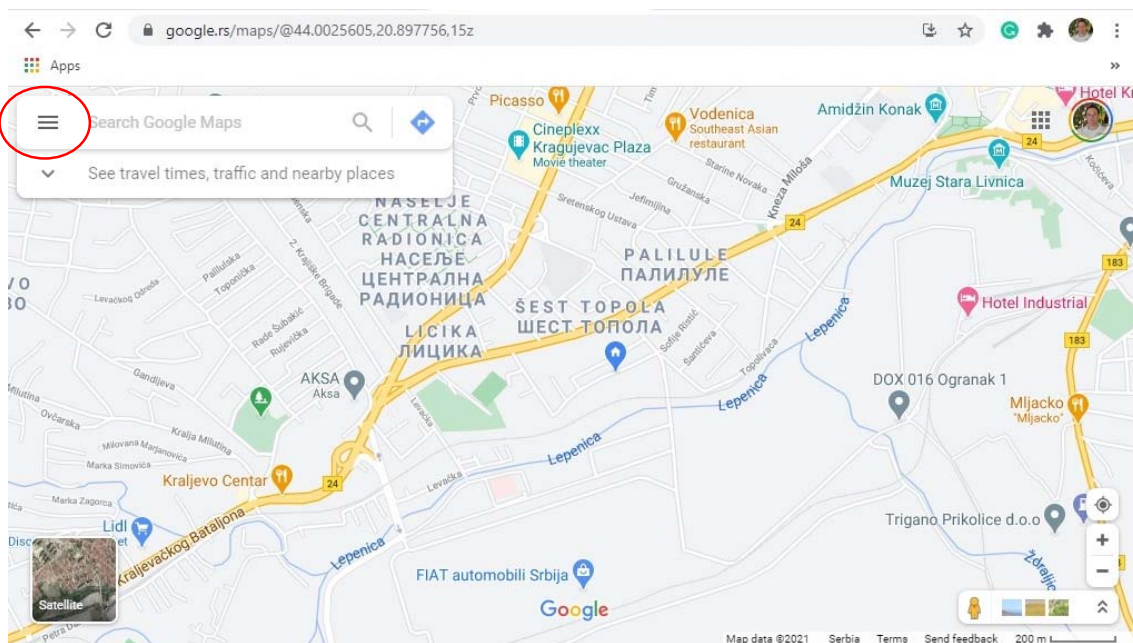 google.rs/maps/@44.0025605,20.897756,15z
Apps
»
Search Google Maps
See travel times, traffic and nearby places
Picasso
Cineplexx
Kragujevac Plaza
Movie theater
Vodenica
Southeast Asian
restaurant
Amidžin Konak
Hotel Kr
24
Muzej Stara Livnica
Kneza Miloša
Starine Novaka
Gružanska
Jefimijina
Sretenskog Ustava
24
NASELJE
CENTRALNA
RADIONICA
НАСЕЉЕ
ЦЕНТРАЛНА
РАДИОНИЦА
PALILULE
ПАЛИЛУЛЕ
183
Palilulska
Toponička
Z. Krajiške Brigade
Levačkog Odreda
ŠEST TOPOLA
ШЕСТ ТОПОЛА
Hotel Industrial
Lepenica
LICIKA
ЛИЦИКА
Rade Šubakić
Rujevička
Sofije Ristić
Šantićeva
Topolivaca
183
Gandijeva
AKSA
Aksa
DOX 016 Ogranak 1
Lepenica
Mljacko
"Mljacko"
Ovčarska
Kralja Milutina
Levačka
Milovana Marjanovića
Marka Simovića
Lepenica
Kraljevo Centar
24
Levačka
Marka Zagorca
Lidl
Kraljevačkog Bataljona
Trigano Prikolice d.o.o
Lepenica
Ždraljic
FIAT automobili Srbija
Satellite
Google
Map data ©2021 Serbia Terms Send feedback 200 m